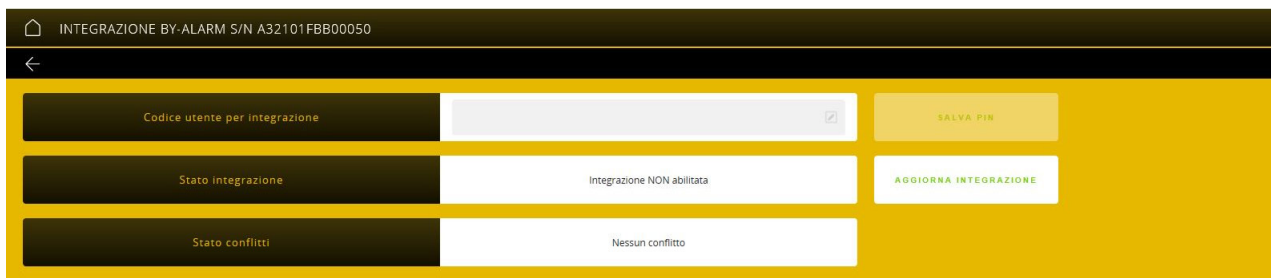 INTEGRAZIONE BY-ALARM S/N A32101FBB00050
Codice utente per integrazione
SALVA PIN
Stato integrazione
Integrazione NON abilitata
AGGIORNA INTEGRAZIONE
Stato conflitti
Nessun conflitto